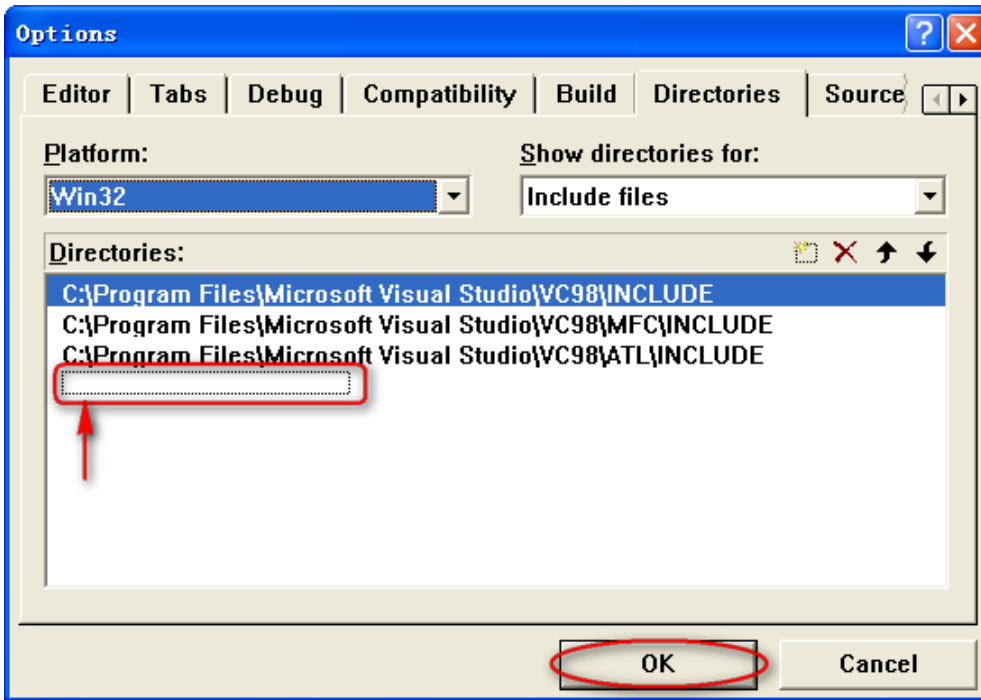 Options
Editor Tabs Debug Compatibility Build Directories Source
Platform: Show directories for:
Win32 Include files
Directories:
C:\Program Files\Microsoft Visual Studio\VC98\INCLUDE
C:\Program Files\Microsoft Visual Studio\VC98\MFC\INCLUDE
C:\Program Files\Microsoft Visual Studio\VC98\ATL\INCLUDE
OK Cancel